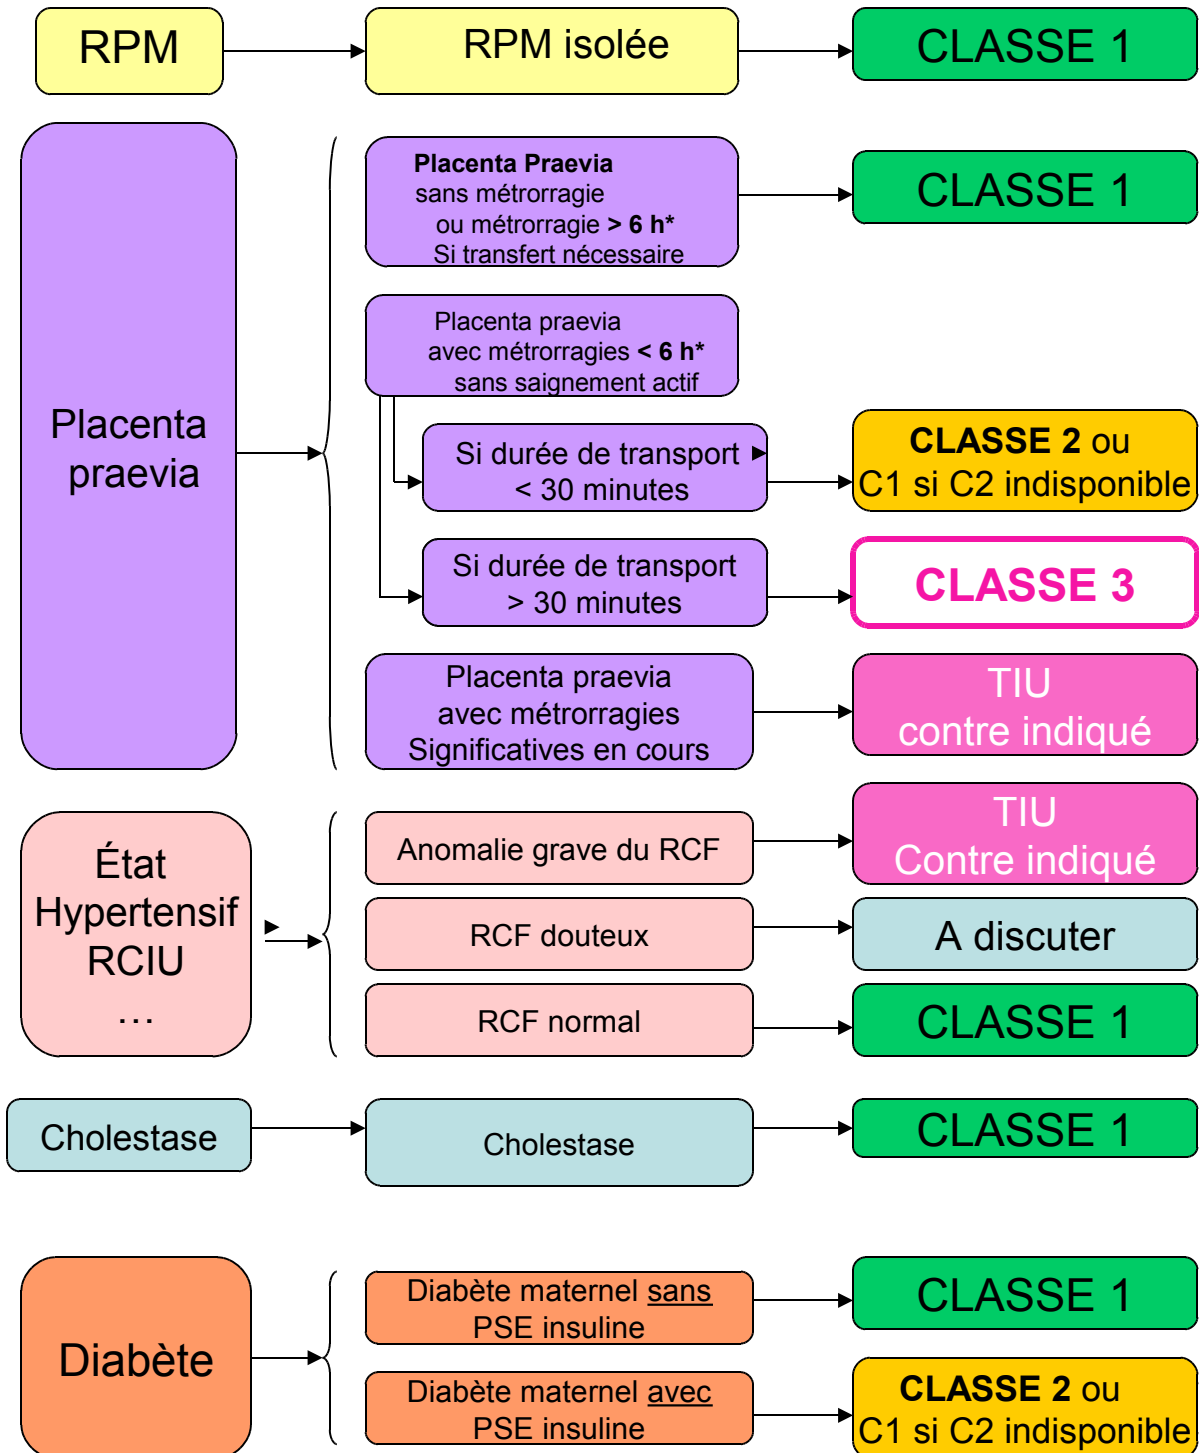 RPM
RPM isolée
CLASSE 1
Placenta
praevia
Placenta Praevia
sans métrorragie
ou métrorragie > 6 h*
Si transfert nécessaire
CLASSE 1
Placenta praevia
avec métrorragies < 6 h*
sans saignement actif
Si durée de transport
< 30 minutes
CLASSE 2 ou
C1 si C2 indisponible
Si durée de transport
> 30 minutes
CLASSE 3
Placenta praevia
avec métrorragies
Significatives en cours
TIU
contre indiqué
État
Hypertensif
RCIU
…
Anomalie grave du RCF
TIU
Contre indiqué
RCF douteux
A discuter
RCF normal
CLASSE 1
Cholestase
Cholestase
CLASSE 1
Diabète
Diabète maternel sans
PSE insuline
CLASSE 1
Diabète maternel avec
PSE insuline
CLASSE 2 ou
C1 si C2 indisponible